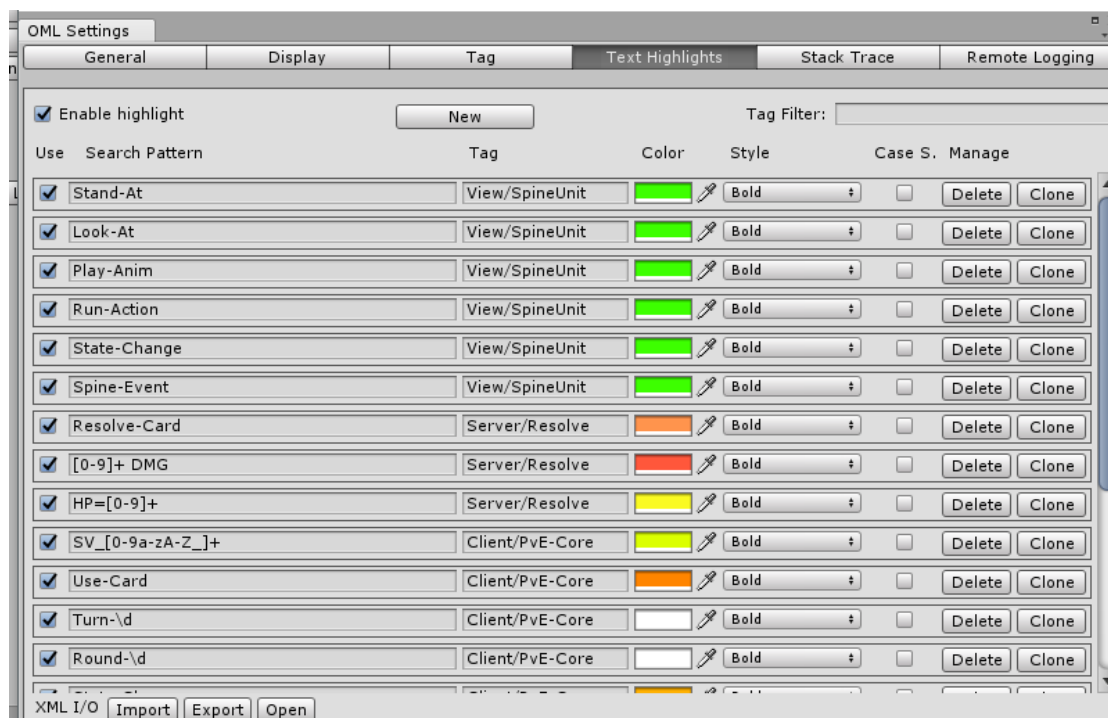 OML Settings
General Display Tag Text Highlights Stack Trace Remote Logging
Enable highlight New Tag Filter:
Use Search Pattern Tag Color Style Case S. Manage
Stand-At View/SpineUnit Bold Delete Clone
Look-At View/SpineUnit Bold Delete Clone
Play-Anim View/SpineUnit Bold Delete Clone
Run-Action View/SpineUnit Bold Delete Clone
State-Change View/SpineUnit Bold Delete Clone
Spine-Event View/SpineUnit Bold Delete Clone
Resolve-Card Server/Resolve Bold Delete Clone
[0-9]+ DMG Server/Resolve Bold Delete Clone
HP=[0-9]+ Server/Resolve Bold Delete Clone
SV_[0-9a-zA-Z_]+ Client/PvE-Core Bold Delete Clone
Use-Card Client/PvE-Core Bold Delete Clone
Turn-\d Client/PvE-Core Bold Delete Clone
Round-\d Client/PvE-Core Bold Delete Clone
XML I/O Import Export Open